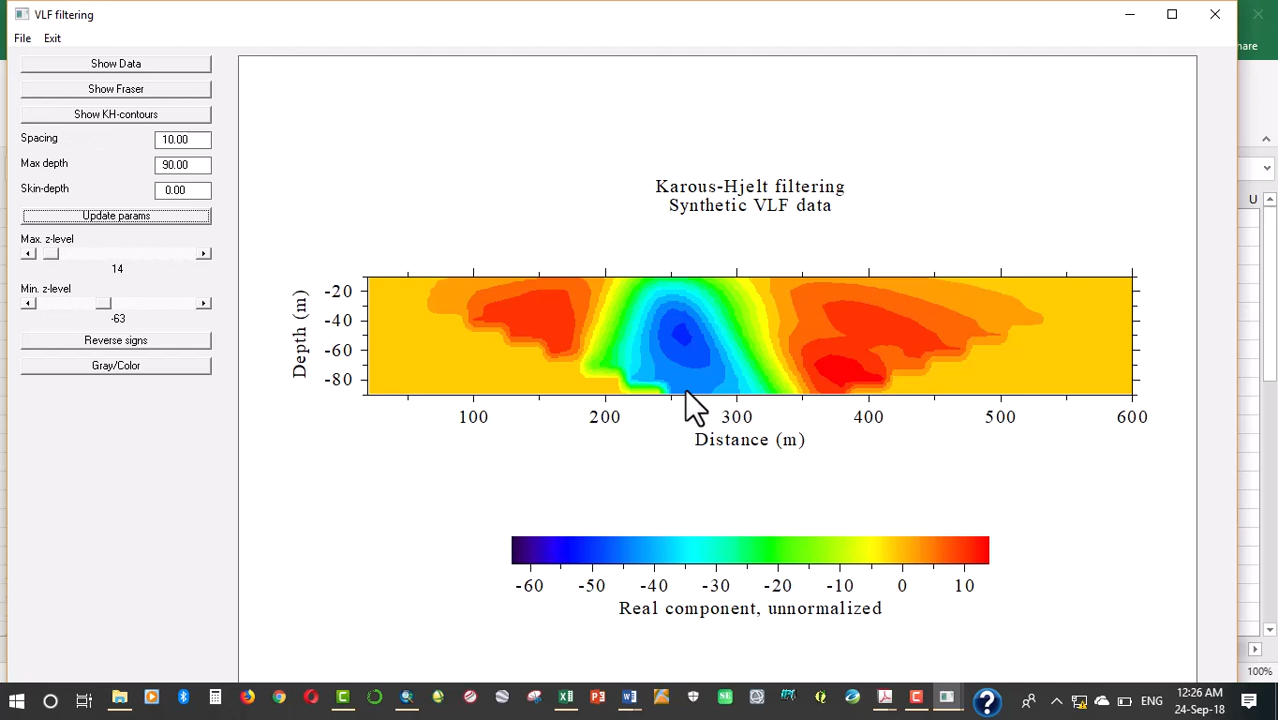 VLF filtering
File Exit
hare
Show Data
Show Fraser
Show KH-contours
Spacing 10.00
Max depth 90.00
Skin-depth 0.00
Update params
Max. z-level
14
Min. z-level
-63
Reverse signs
Gray/Color
Karous-Hjelt filtering
Synthetic VLF data
U
Depth (m)
-20
-40
-60
-80
100 200 300 400 500 600
Distance (m)
-60 -50 -40 -30 -20 -10 0 10
Real component, unnormalized
100%
ENG
12:26 AM
24-Sep-18